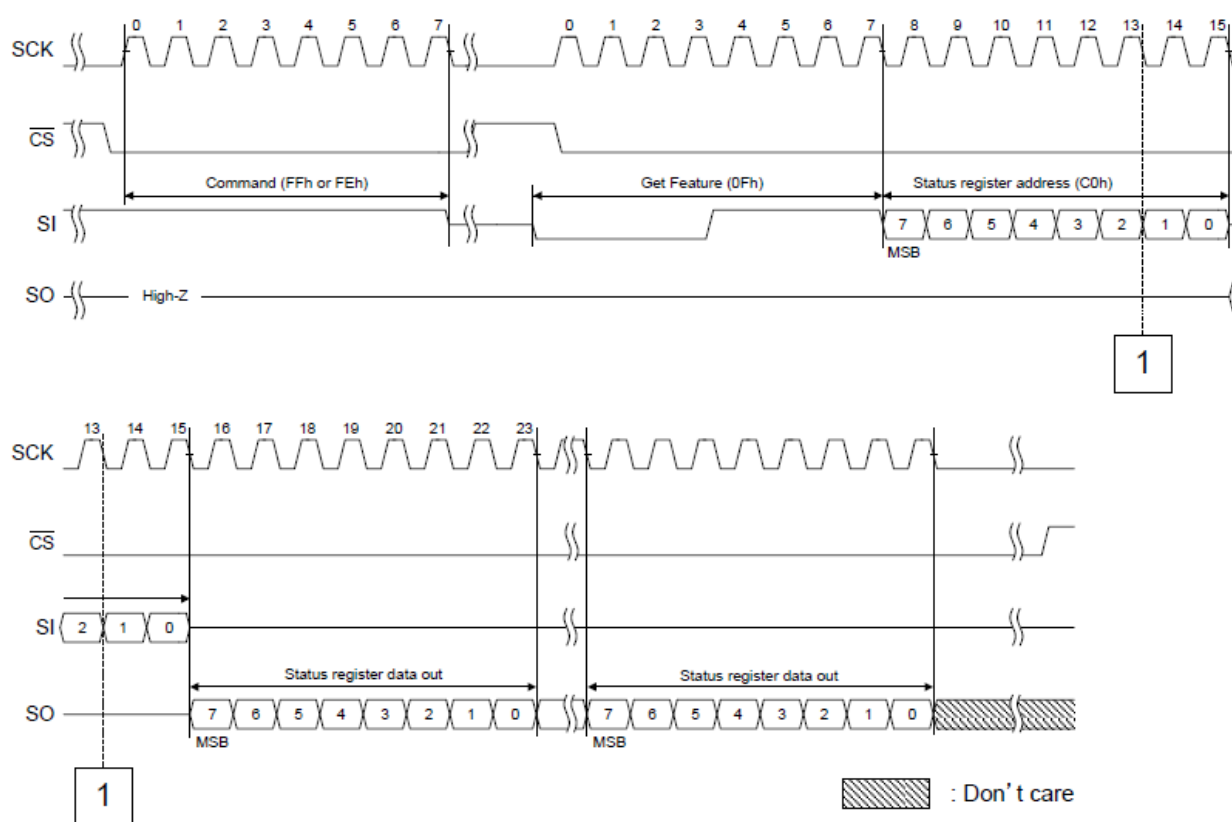 0 1 2 3 4 5 6 7 0 1 2 3 4 5 6 7 8 9 10 11 12 13 14 15
SCK
CS
Command (FFh or FEh) Get Feature (0Fh) Status register address (C0h)
SI 7 6 5 4 3 2 1 0
MSB
SO High-Z
1
13 14 15 16 17 18 19 20 21 22 23
SCK
CS
SI 2 1 0
Status register data out Status register data out
SO 7 6 5 4 3 2 1 0 7 6 5 4 3 2 1 0
MSB MSB
1
: Don't care